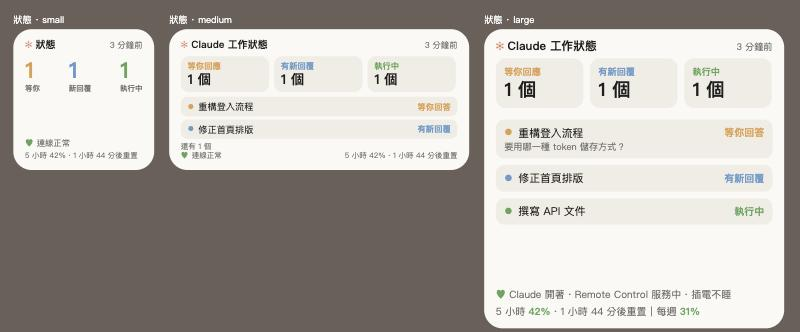 狀態 · small
狀態 3 分鐘前
1 1 1
等你 新回覆 執行中
連線正常
5 小時 42% · 1 小時 44 分後重置
狀態 · medium
Claude 工作狀態 3 分鐘前
等你回應 有新回覆 執行中
1 個 1 個 1 個
重構登入流程 等你回答
修正首頁排版 有新回覆
還有 1 個
連線正常 5 小時 42% · 1 小時 44 分後重置
狀態 · large
Claude 工作狀態 3 分鐘前
等你回應 有新回覆 執行中
1 個 1 個 1 個
重構登入流程 等你回答
要用哪一種 token 儲存方式？
修正首頁排版 有新回覆
撰寫 API 文件 執行中
Claude 開著 · Remote Control 服務中 · 插電不睡
5 小時 42% · 1 小時 44 分後重置｜每週 31%